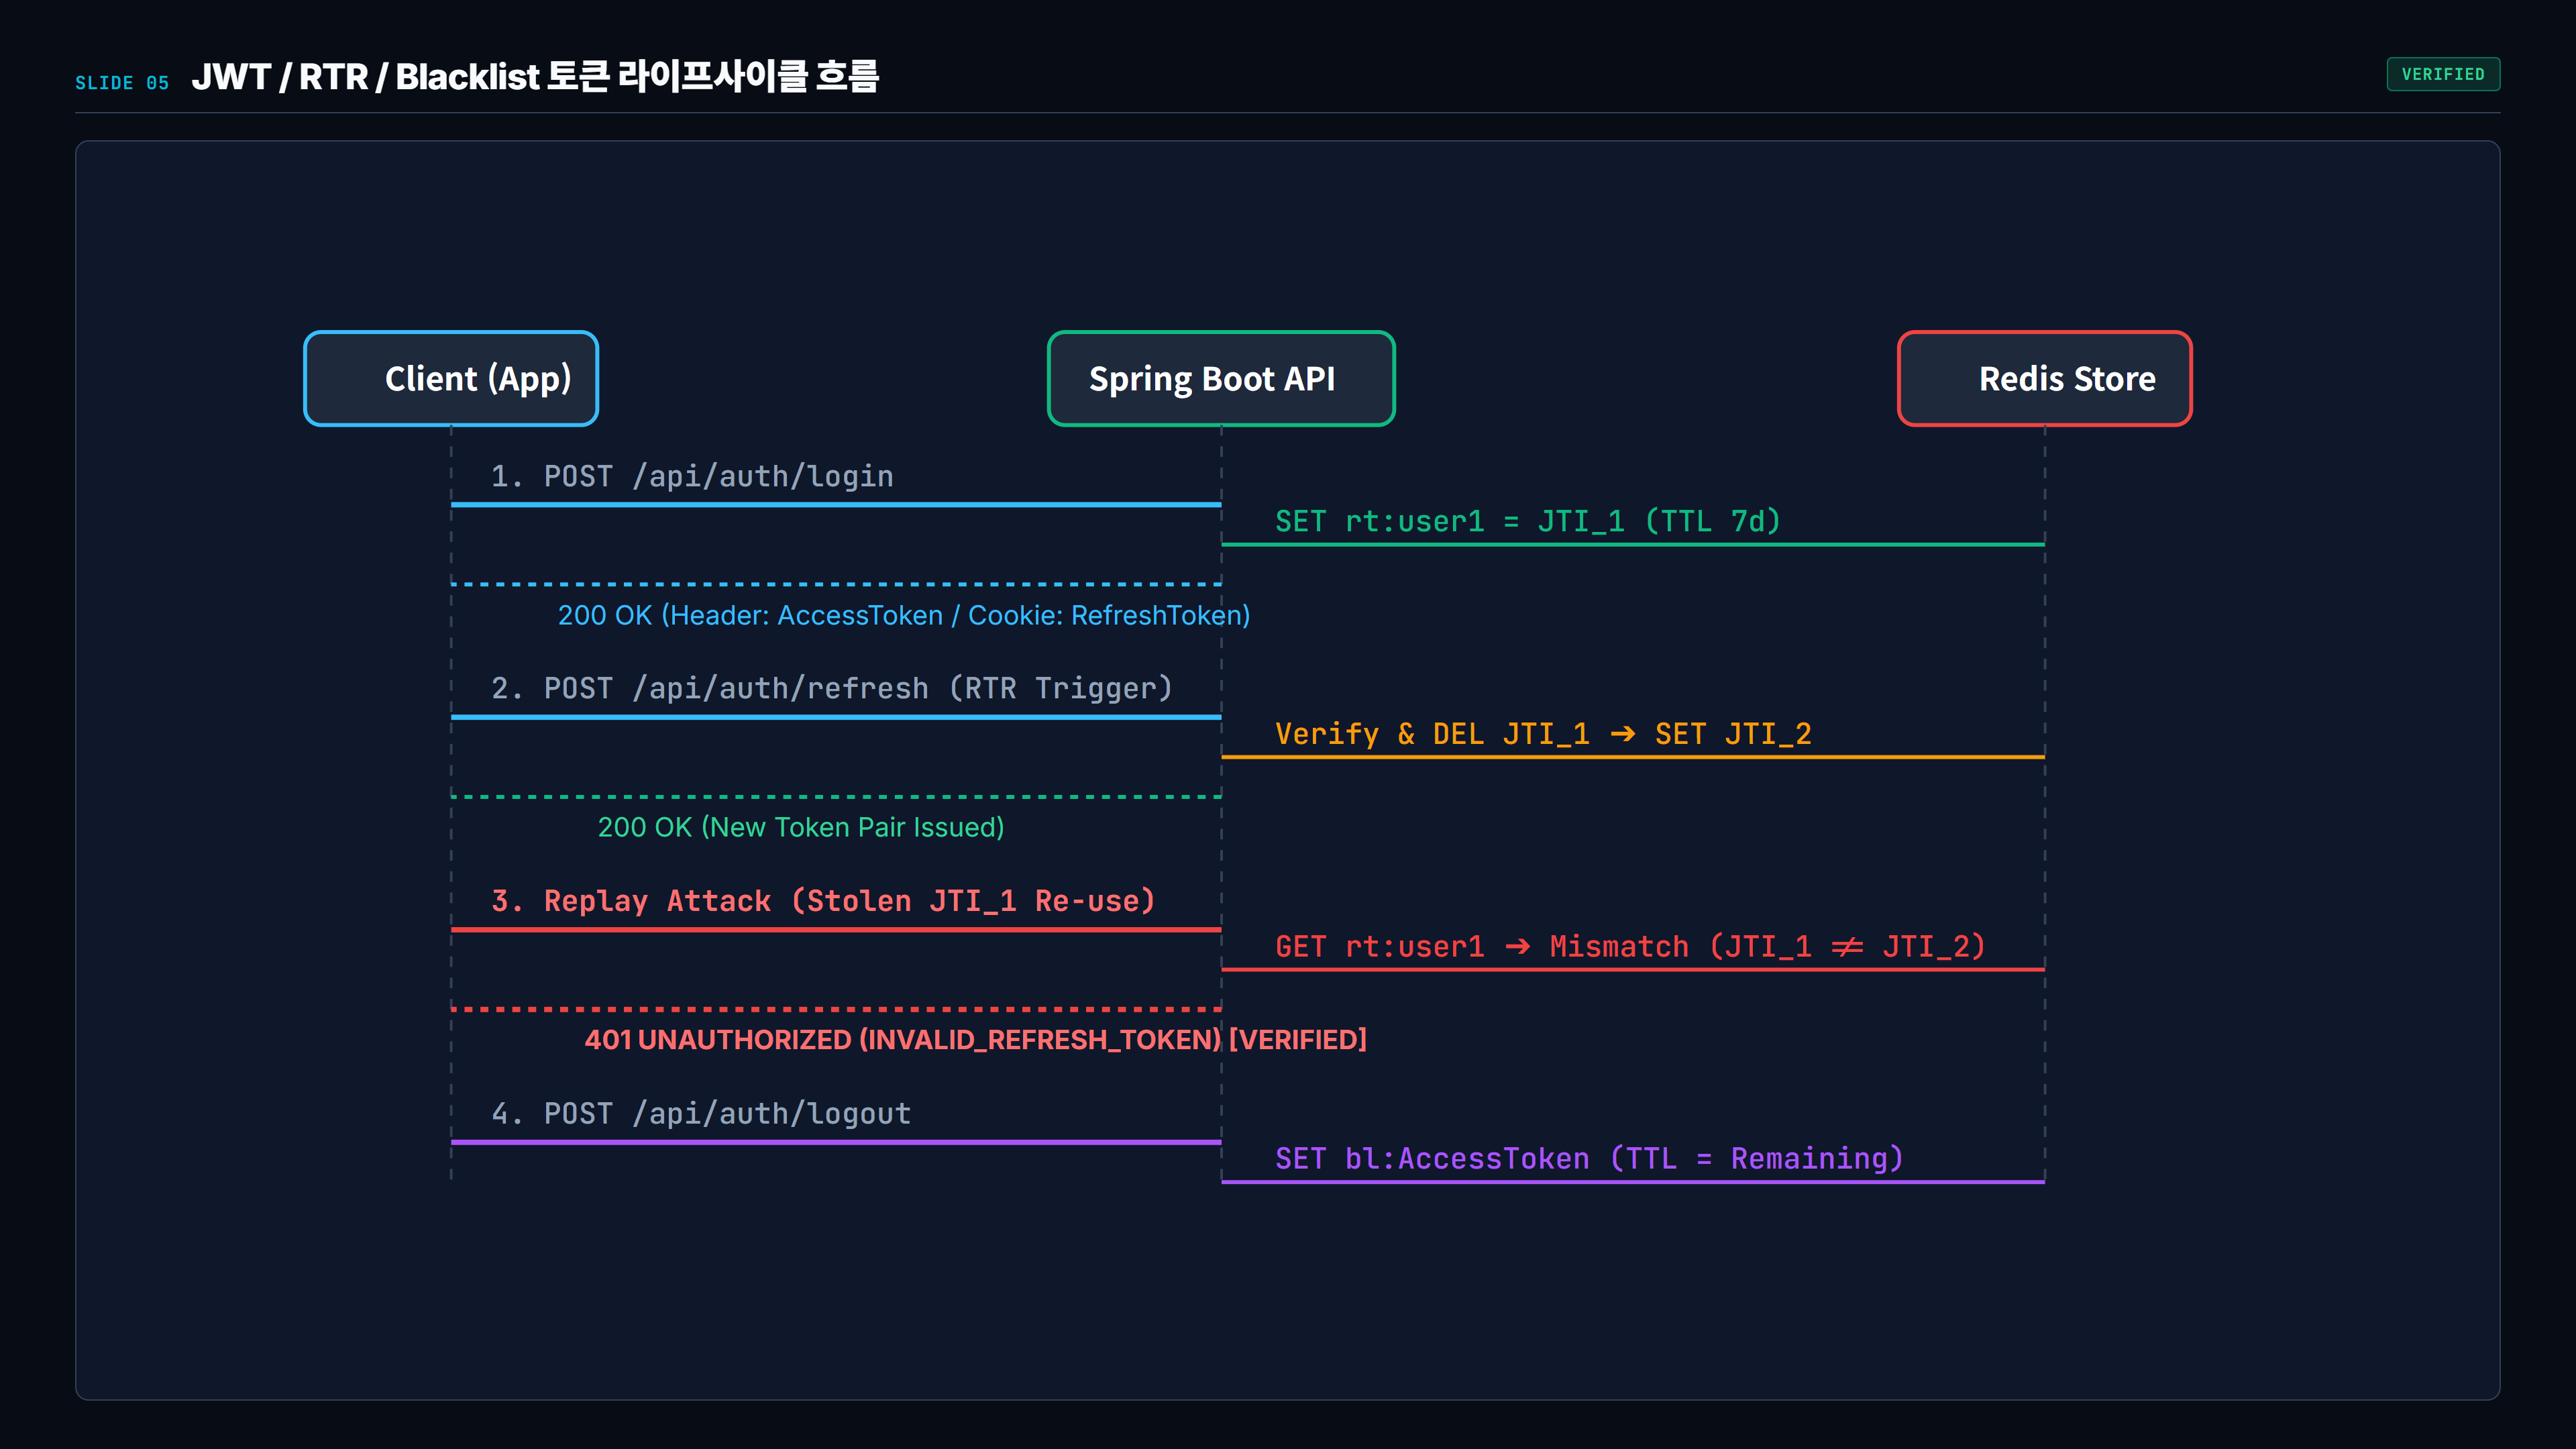 SLIDE 05 JWT / RTR / Blacklist 토큰 라이프사이클 흐름
VERIFIED
Client (App)
Spring Boot API
Redis Store
1. POST /api/auth/login
SET rt:user1 = JTI_1 (TTL 7d)
200 OK (Header: AccessToken / Cookie: RefreshToken)
2. POST /api/auth/refresh (RTR Trigger)
Verify & DEL JTI_1 ➔ SET JTI_2
200 OK (New Token Pair Issued)
3. Replay Attack (Stolen JTI_1 Re-use)
GET rt:user1 ➔ Mismatch (JTI_1 ≠ JTI_2)
401 UNAUTHORIZED (INVALID_REFRESH_TOKEN) [VERIFIED]
4. POST /api/auth/logout
SET bl:AccessToken (TTL = Remaining)